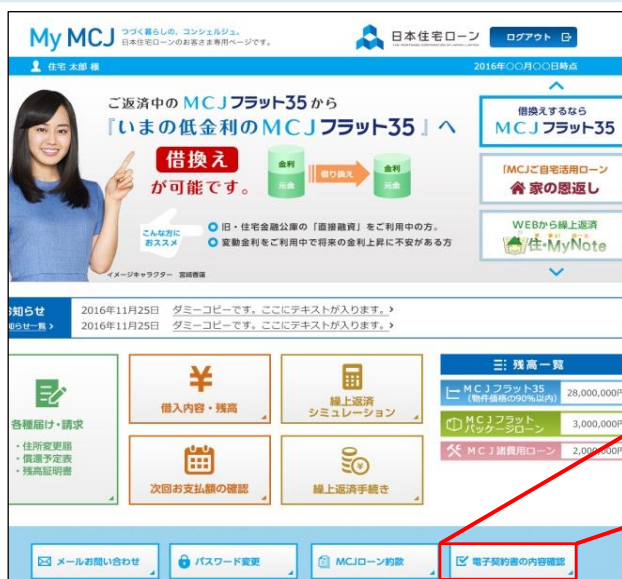 My MCJ
つづく暮らしの、コンシェルジュ。
日本住宅ローンのお客さま専用ページです。
日本住宅ローン
ログアウト
住宅 太郎 様
2016年〇〇月〇〇日時点
ご返済中の MCJフラット35 から
『いまの低金利のMCJフラット35 』 へ
借換え
が可能です。
金利
元金
借り換え
金利
元金
こんな方に
おススメ
旧・住宅金融公庫の「直接融資」をご利用中の方。
変動金利をご利用中で将来の金利上昇に不安がある方
イメージキャラクター 宮﨑香蓮
借換えするなら
MCJフラット35
「MCJご自宅活用ローン
家の恩返し
WEBから繰上返済
住・MyNote
お知らせ
知らせ一覧 >
2016年11月25日 ダミーコピーです。ここにテキストが入ります。>
2016年11月25日 ダミーコピーです。ここにテキストが入ります。>
各種届け・請求
・住所変更届
・償還予定表
・残高証明書
借入内容・残高
繰上返済
シミュレーション
次回お支払額の確認
繰上返済手続き
残高一覧
MCJフラット35
(物件価格の90%以内)
28,000,000円
MCJフラット
パッケージローン
3,000,000円
MCJ諸費用ローン
2,000,000円
メールお問い合わせ
パスワード変更
MCJローン約款
電子契約書の内容確認